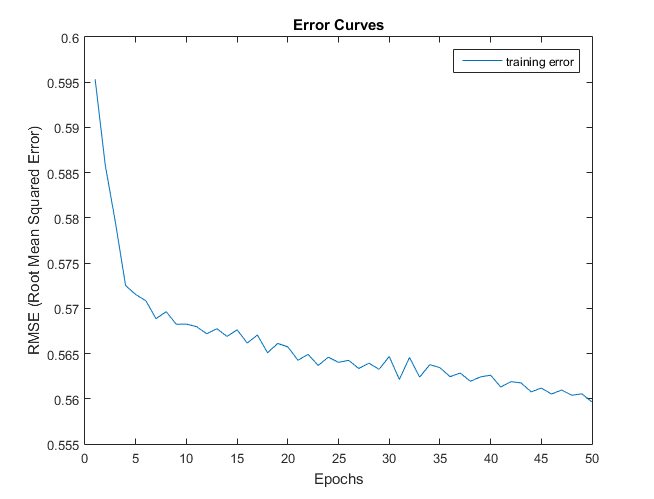 Error Curves
training error
RMSE (Root Mean Squared Error)
0.6
0.595
0.59
0.585
0.58
0.575
0.57
0.565
0.56
0.555
0 5 10 15 20 25 30 35 40 45 50
Epochs